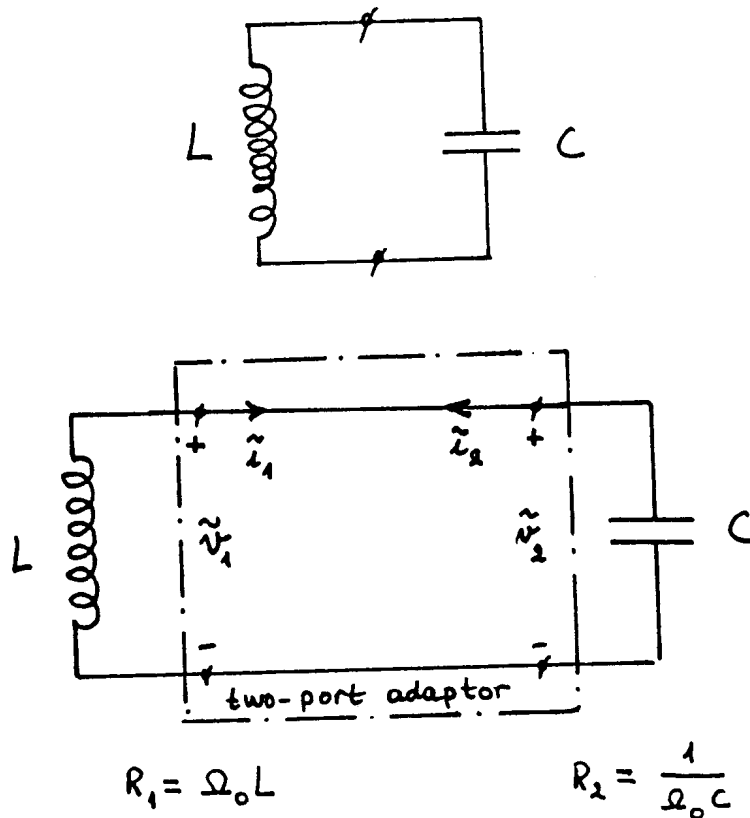 L C
+ ĩ₁ ĩ₂ +
L ṽ₁ ṽ₂ C
- -
two-port adaptor
R₁ = Ω₀L R₂ = 1/(Ω₀C)